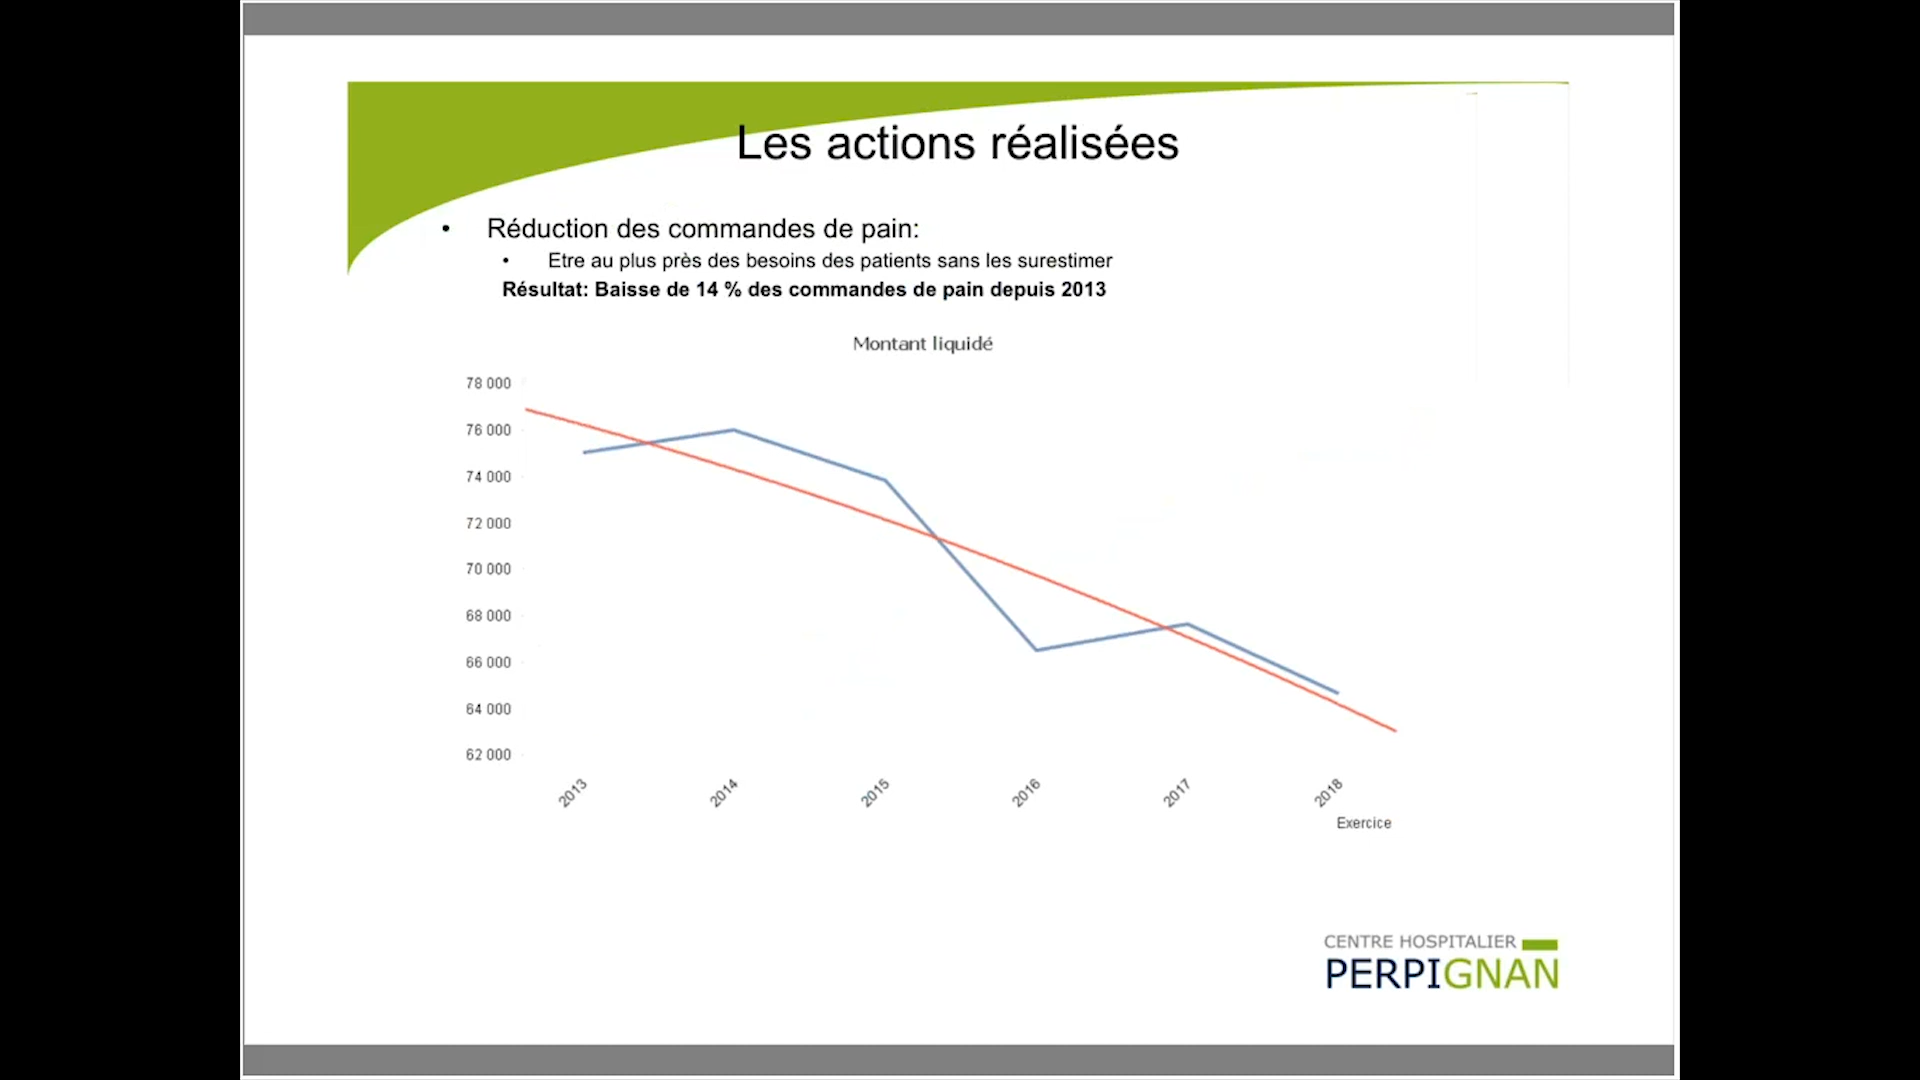 Les actions réalisées
• Réduction des commandes de pain:
• Etre au plus près des besoins des patients sans les surestimer
Résultat: Baisse de 14 % des commandes de pain depuis 2013
Montant liquidé
78 000
76 000
74 000
72 000
70 000
68 000
66 000
64 000
62 000
2013 2014 2015 2016 2017 2018
Exercice
CENTRE HOSPITALIER
PERPIGNAN